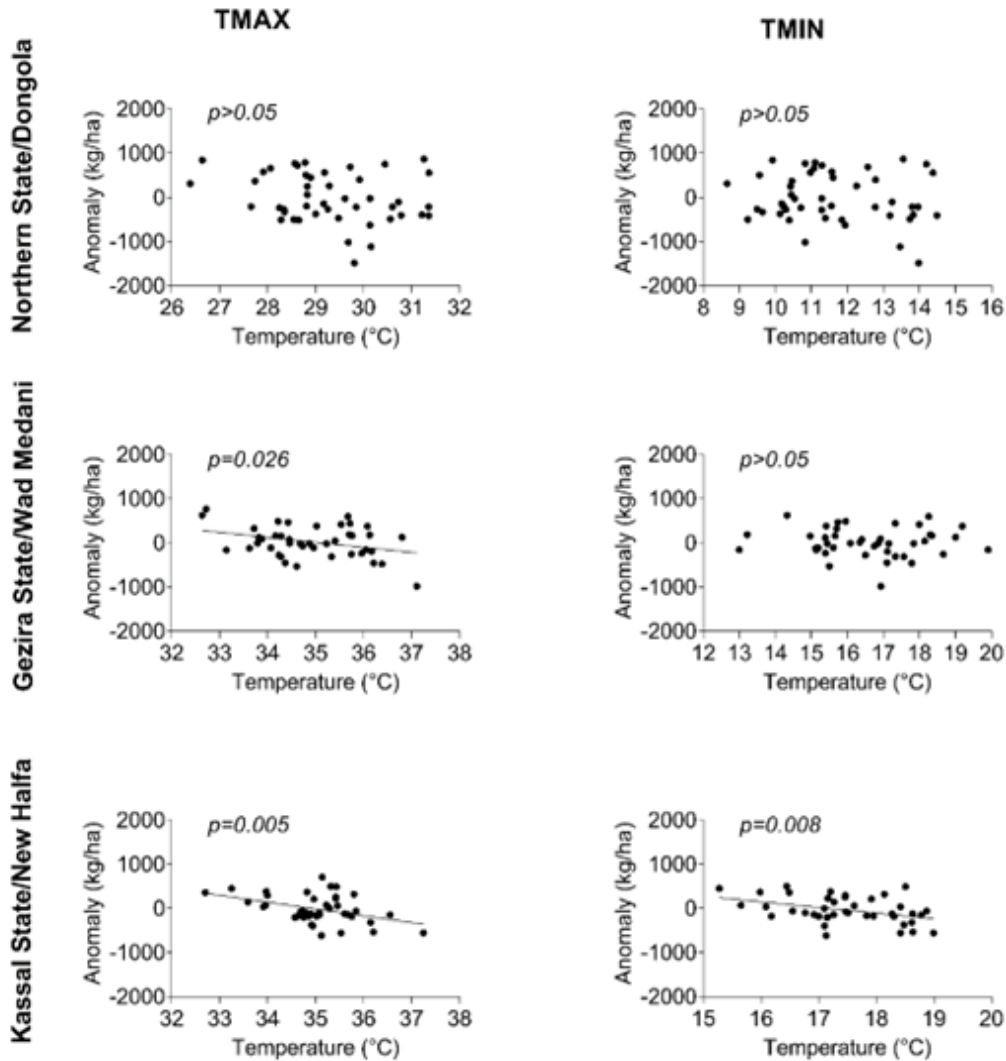 TMAX
TMIN
Northern State/Dongola
Anomaly (kg/ha)
2000
1000
0
-1000
-2000
p>0.05
26 27 28 29 30 31 32
Temperature (°C)
Anomaly (kg/ha)
2000
1000
0
-1000
-2000
p>0.05
8 9 10 11 12 13 14 15 16
Temperature (°C)
Gezira State/Wad Medani
Anomaly (kg/ha)
2000
1000
0
-1000
-2000
p=0.026
32 33 34 35 36 37 38
Temperature (°C)
Anomaly (kg/ha)
2000
1000
0
-1000
-2000
p>0.05
12 13 14 15 16 17 18 19 20
Temperature (°C)
Kassal State/New Halfa
Anomaly (kg/ha)
2000
1000
0
-1000
-2000
p=0.005
32 33 34 35 36 37 38
Temperature (°C)
Anomaly (kg/ha)
2000
1000
0
-1000
-2000
p=0.008
15 16 17 18 19 20
Temperature (°C)